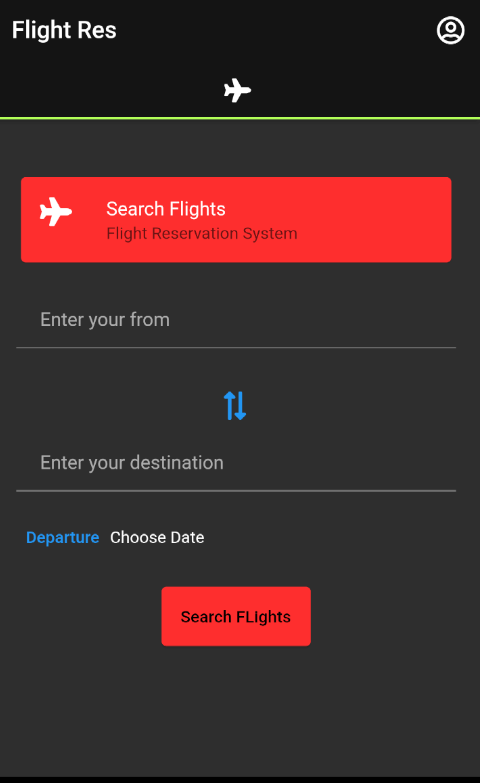 Flight Res
Search Flights
Flight Reservation System
Enter your from
Enter your destination
Departure Choose Date
Search FLights